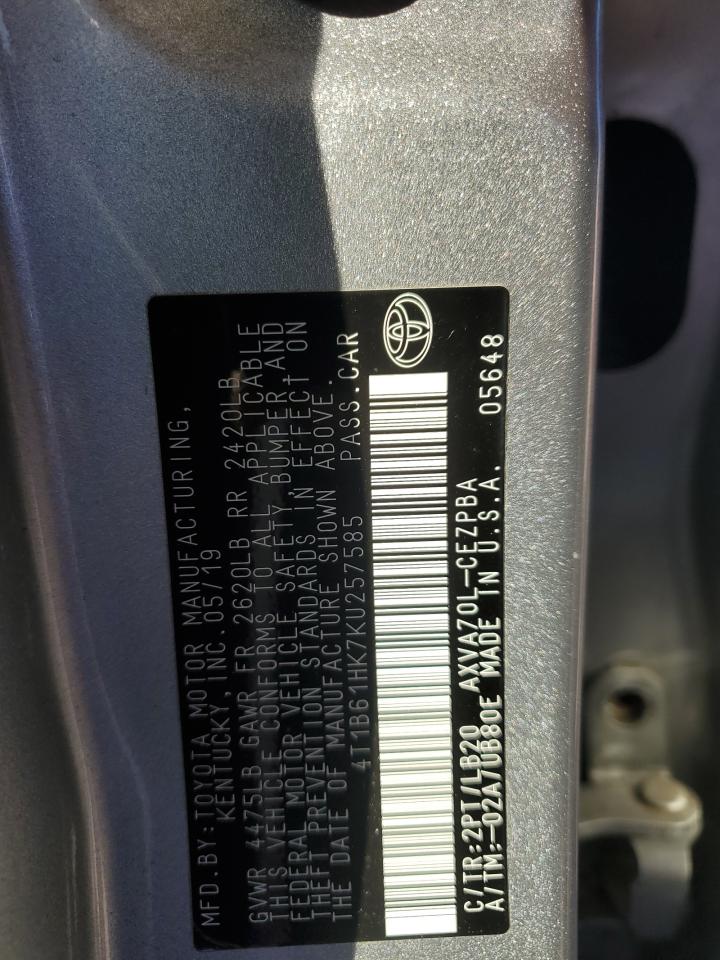 MFD.BY:TOYOTA MOTOR MANUFACTURING,
KENTUCKY,INC.05/19
GVWR 4475LB GAWR FR 2620LB RR 2420LB
THIS VEHICLE CONFORMS TO ALL APPLICABLE
FEDERAL MOTOR VEHICLE SAFETY,BUMPER,AND
THEFT PREVENTION STANDARDS IN EFFECT ON
THE DATE OF MANUFACTURE SHOWN ABOVE.
4T1B61HK7KU257585 PASS.CAR
C/TR:2PT/LB20 AXVA70L-CEZPBA
A/TM:-02A/UB80E MADE IN U.S.A. 05648